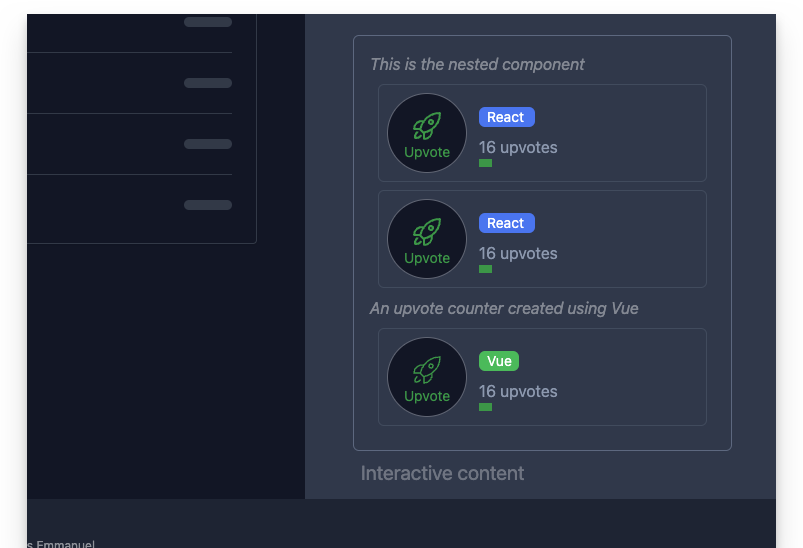 This is the nested component
React
Upvote
16 upvotes
React
Upvote
16 upvotes
An upvote counter created using Vue
Vue
Upvote
16 upvotes
Interactive content
s Emmanuel